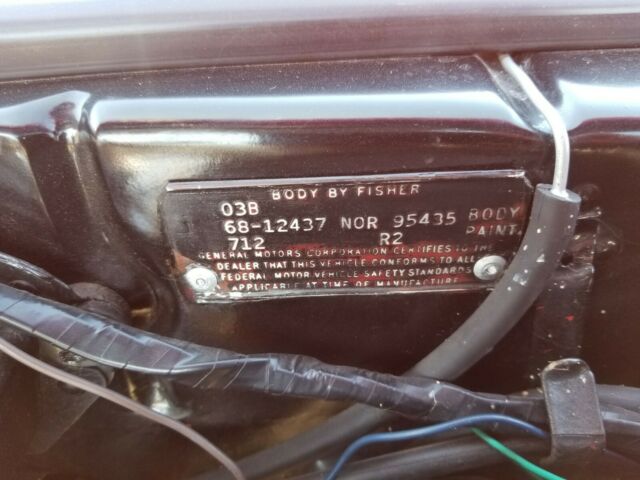 BODY BY FISHER
03B
68-12437 NOR 95435 BODY
712 R2 PAINT
GENERAL MOTORS CORPORATION CERTIFIES TO THE
DEALER THAT THIS VEHICLE CONFORMS TO ALL
FEDERAL MOTOR VEHICLE SAFETY STANDARDS
APPLICABLE AT TIME OF MANUFACTURE